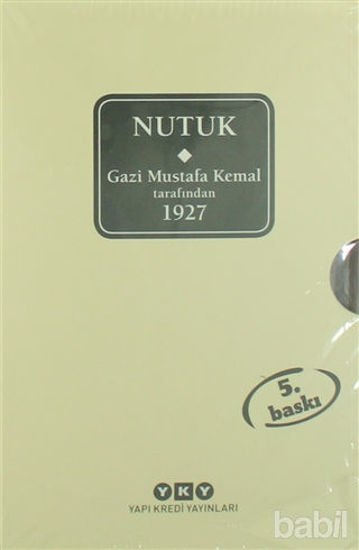 NUTUK
Gazi Mustafa Kemal
tarafından
1927
5.
baskı
YKY
YAPI KREDİ YAYINLARI
babil